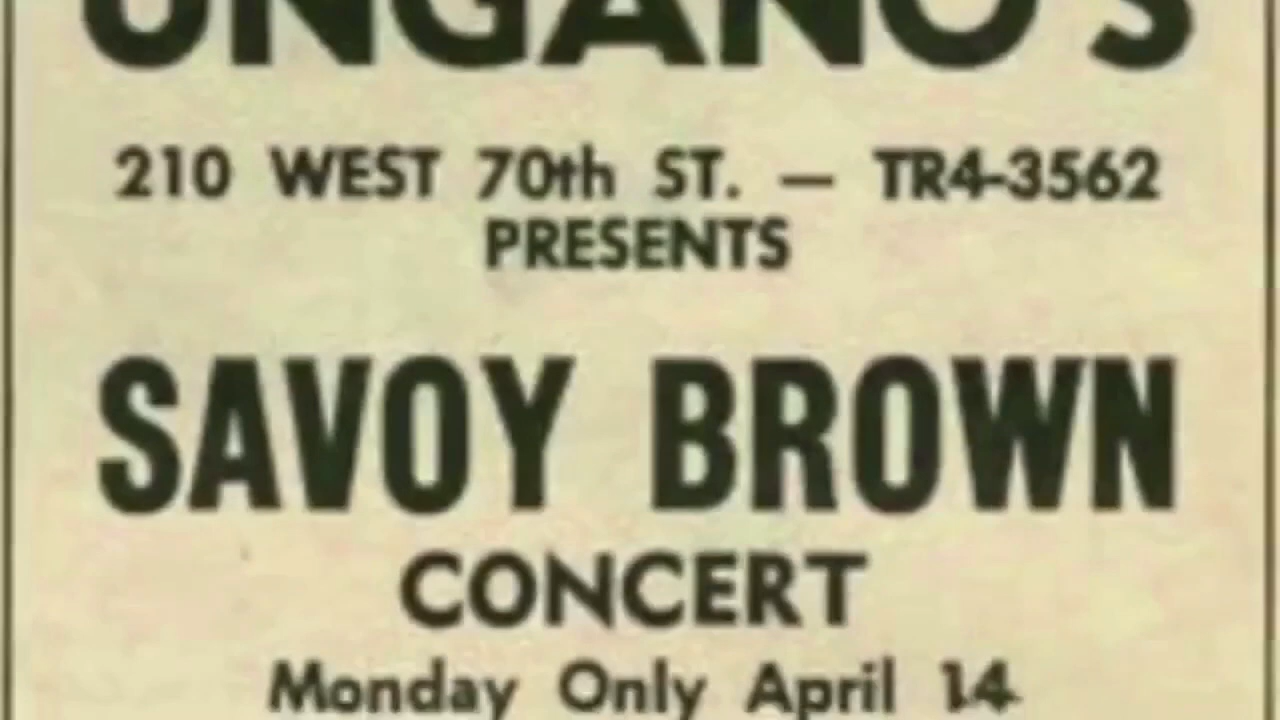 UNGANO'S
210 WEST 70th ST. — TR4-3562
PRESENTS
SAVOY BROWN
CONCERT
Monday Only April 14